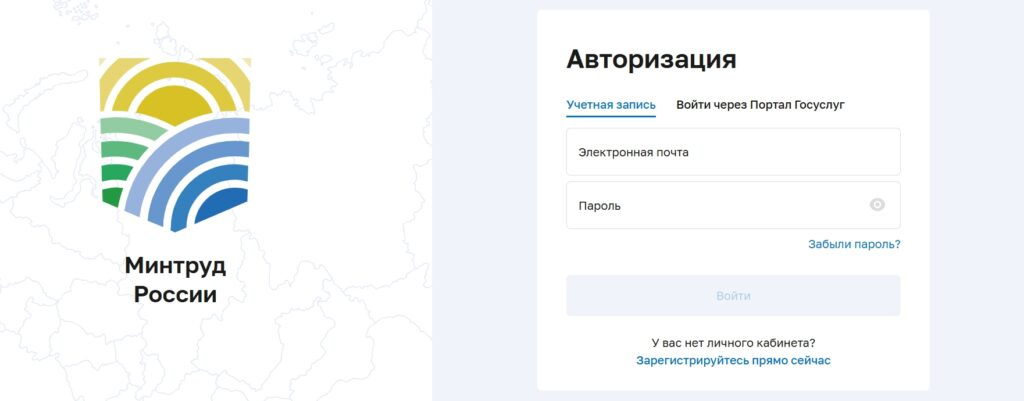 Минтруд
России
Авторизация
Учетная запись
Войти через Портал Госуслуг
Электронная почта
Пароль
Забыли пароль?
Войти
У вас нет личного кабинета?
Зарегистрируйтесь прямо сейчас